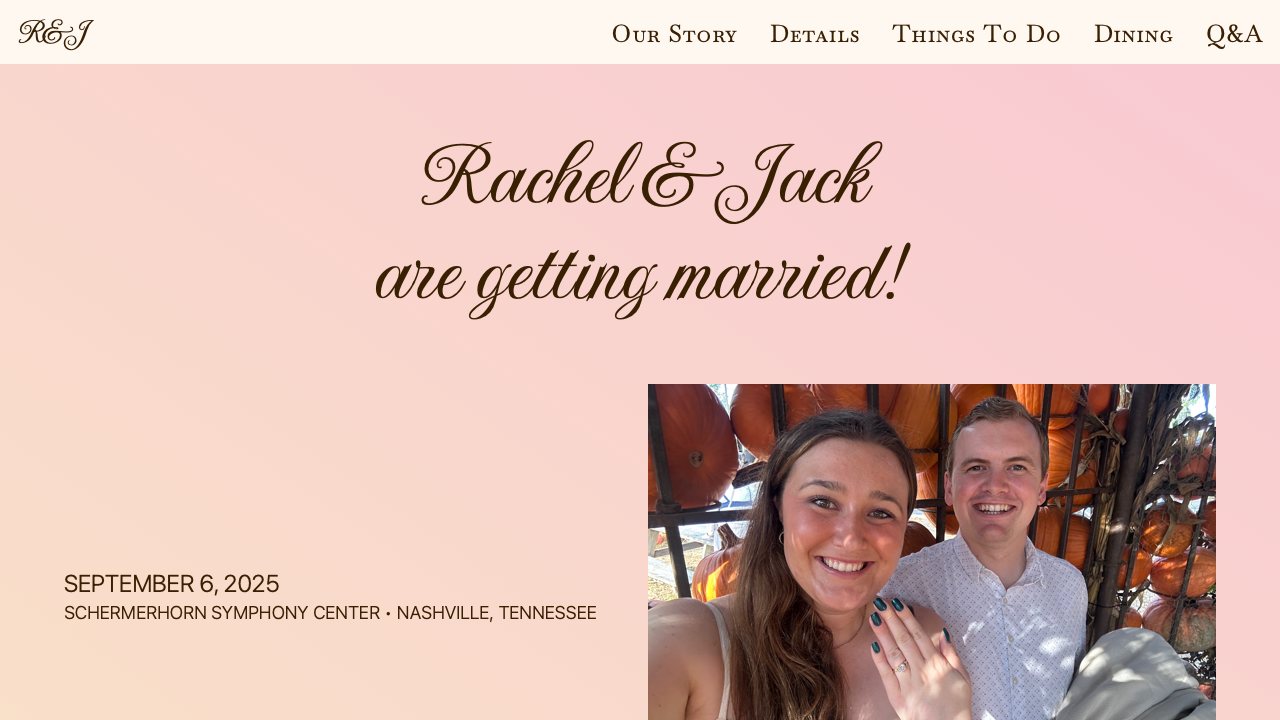 R&J
Our Story Details Things To Do Dining Q&A
Rachel & Jack
are getting married!
SEPTEMBER 6, 2025
SCHERMERHORN SYMPHONY CENTER • NASHVILLE, TENNESSEE